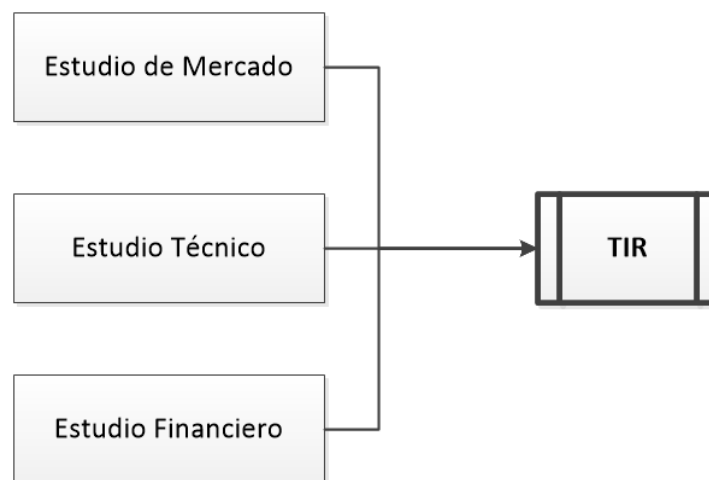 Estudio de Mercado
Estudio Técnico
TIR
Estudio Financiero